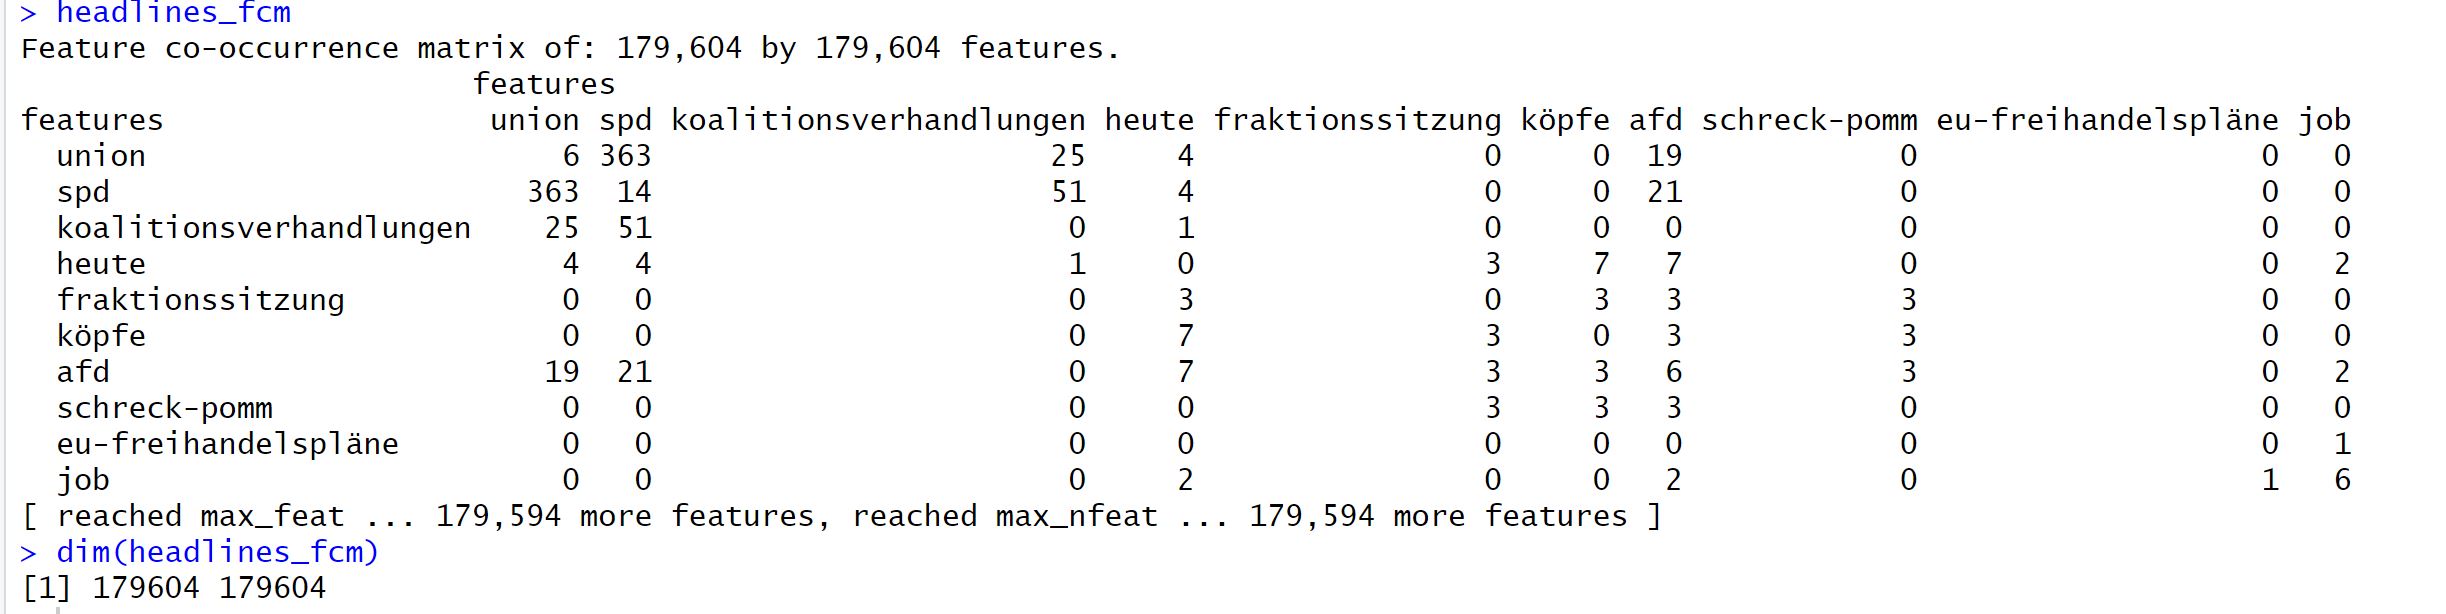 > headlines_fcm
Feature co-occurrence matrix of: 179,604 by 179,604 features.
features
features union spd koalitionsverhandlungen heute fraktionssitzung köpfe afd schreck-pomm eu-freihandelspläne job
union 6 363 25 4 0 0 19 0 0 0
spd 363 14 51 4 0 0 21 0 0 0
koalitionsverhandlungen 25 51 0 1 0 0 0 0 0 0
heute 4 4 1 0 3 7 7 0 0 2
fraktionssitzung 0 0 0 3 0 3 3 3 0 0
köpfe 0 0 0 7 3 0 3 3 0 0
afd 19 21 0 7 3 3 6 3 0 2
schreck-pomm 0 0 0 0 3 3 3 0 0 0
eu-freihandelspläne 0 0 0 0 0 0 0 0 0 1
job 0 0 0 2 0 0 2 0 1 6
[ reached max_feat ... 179,594 more features, reached max_nfeat ... 179,594 more features ]
> dim(headlines_fcm)
[1] 179604 179604